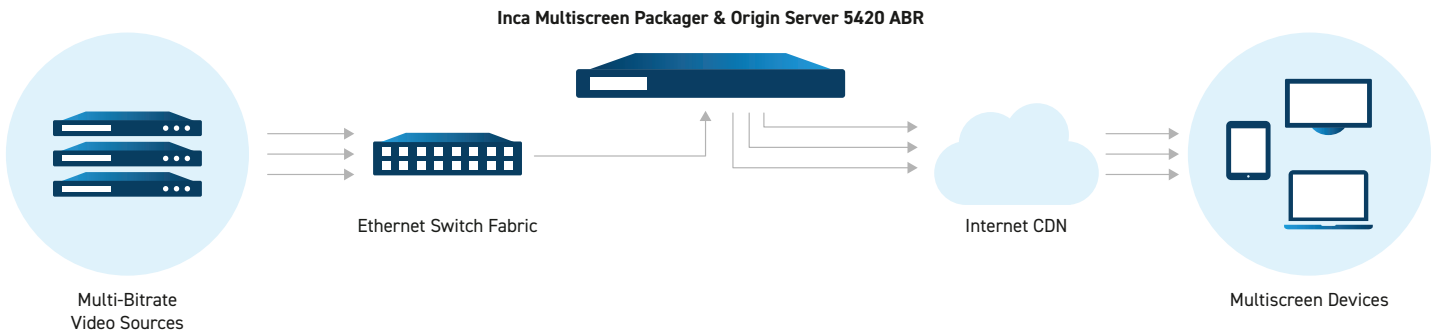 Inca Multiscreen Packager & Origin Server 5420 ABR
Ethernet Switch Fabric
Internet CDN
Multi-Bitrate
Video Sources
Multiscreen Devices